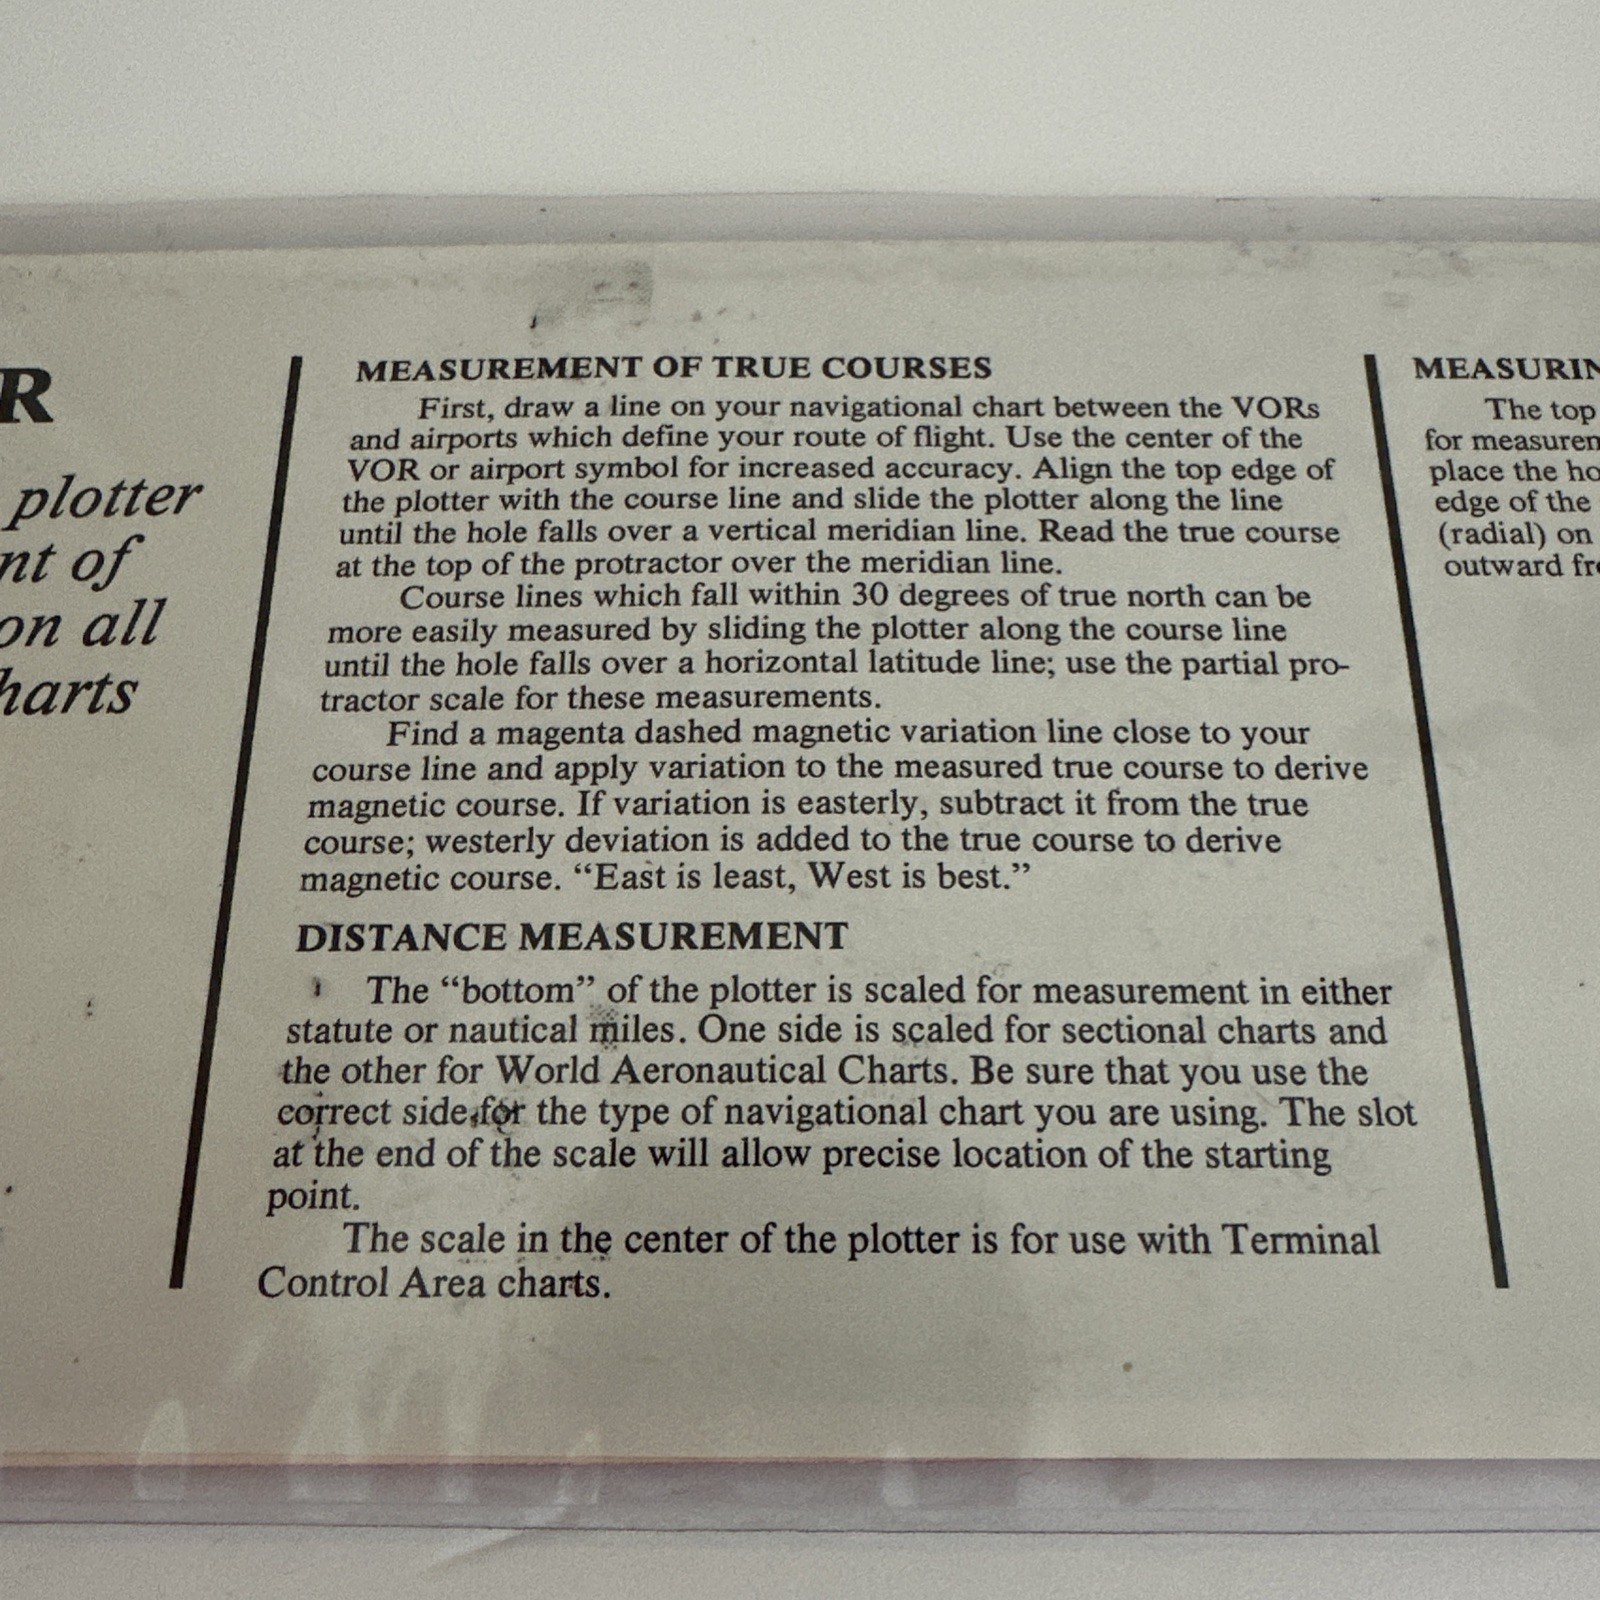 R
plotter
nt of
on all
harts
MEASUREMENT OF TRUE COURSES
First, draw a line on your navigational chart between the VORs
and airports which define your route of flight. Use the center of the
VOR or airport symbol for increased accuracy. Align the top edge of
the plotter with the course line and slide the plotter along the line
until the hole falls over a vertical meridian line. Read the true course
at the top of the protractor over the meridian line.
Course lines which fall within 30 degrees of true north can be
more easily measured by sliding the plotter along the course line
until the hole falls over a horizontal latitude line; use the partial pro-
tractor scale for these measurements.
Find a magenta dashed magnetic variation line close to your
course line and apply variation to the measured true course to derive
magnetic course. If variation is easterly, subtract it from the true
course; westerly deviation is added to the true course to derive
magnetic course. “East is least, West is best.”
DISTANCE MEASUREMENT
The “bottom” of the plotter is scaled for measurement in either
statute or nautical miles. One side is scaled for sectional charts and
the other for World Aeronautical Charts. Be sure that you use the
correct side for the type of navigational chart you are using. The slot
at the end of the scale will allow precise location of the starting
point.
The scale in the center of the plotter is for use with Terminal
Control Area charts.
MEASURIN
The top
for measuren
place the ho
edge of the
(radial) on
outward fro